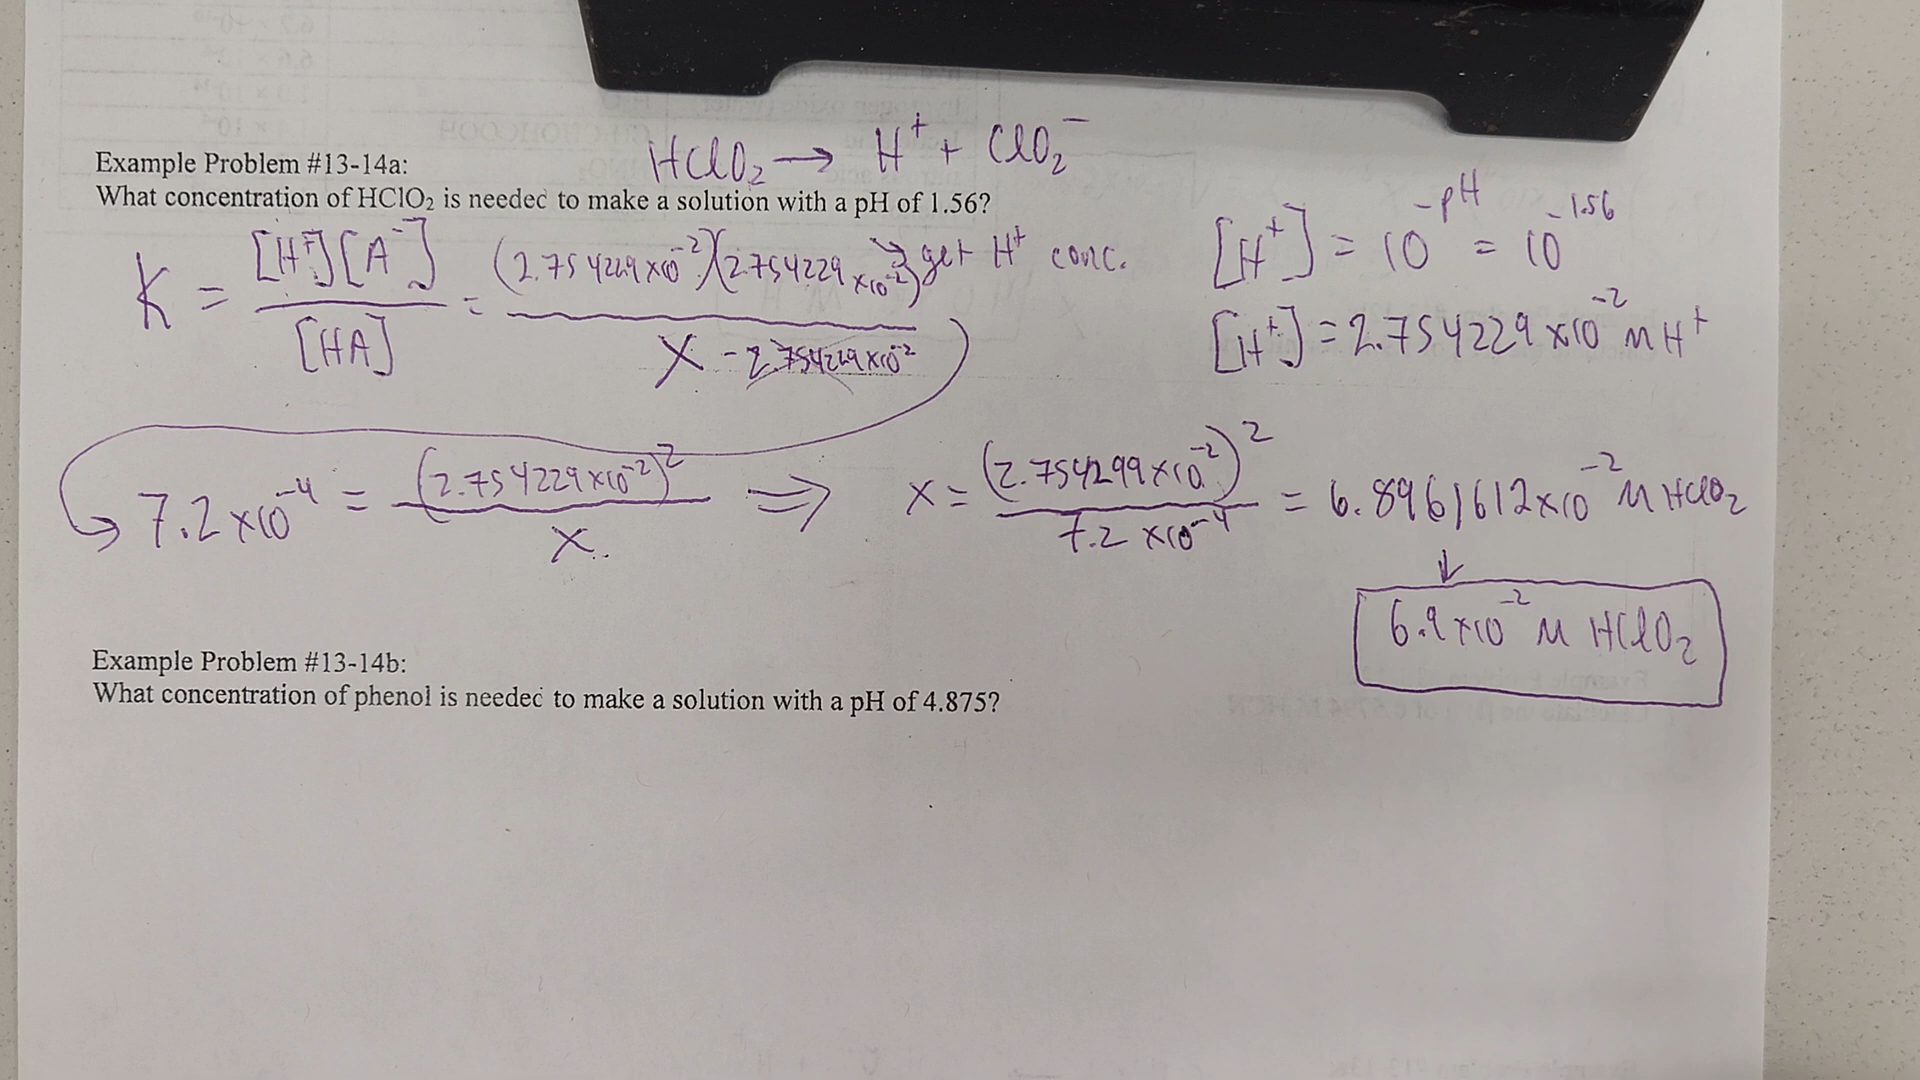 HClO₂ → H⁺ + ClO₂⁻
Example Problem #13-14a:
What concentration of HClO₂ is needed to make a solution with a pH of 1.56?
K = [H⁺][A⁻] / [HA] = (2.754229 ×10⁻²)(2.754229 ×10⁻²) / X - 2.754229×10⁻²
→ get H⁺ conc.
[H⁺] = 10^-pH = 10^-1.56
[H⁺] = 2.754229 ×10⁻² M H⁺
7.2 ×10⁻⁴ = (2.754229×10⁻²)² / X ⇒ x = (2.754299×10⁻²)² / 7.2 ×10⁻⁴ = 6.8961612×10⁻² M HClO₂
↓
6.9 ×10⁻² M HClO₂
Example Problem #13-14b:
What concentration of phenol is needed to make a solution with a pH of 4.875?